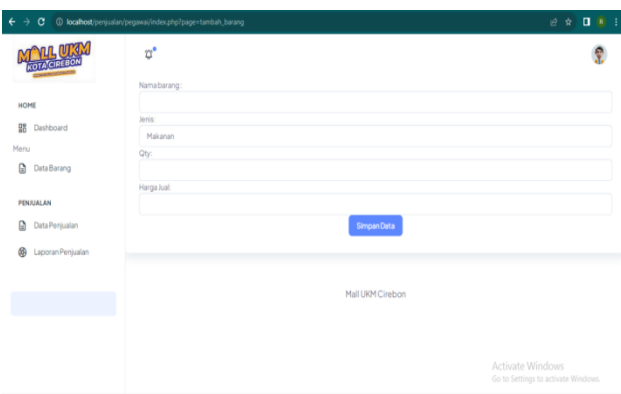 localhost/penjualan/pegawai/index.php?page=tambah_barang
MALL UKM
KOTA CIREBON
HOME
Dashboard
Menu
Data Barang
PENJUALAN
Data Penjualan
Laporan Penjualan
Nama barang:
Jenis:
Makanan
Qty:
Harga Jual:
Simpan Data
Mall UKM Cirebon
Activate Windows
Go to Settings to activate Windows.